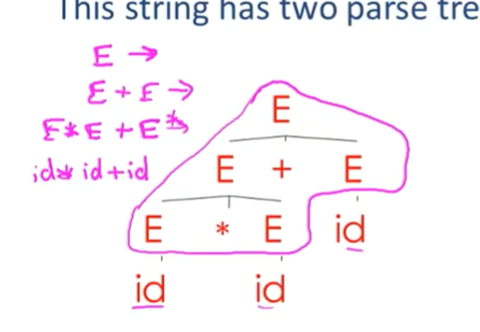 This string has two parse tre
E →
E + E →
E * E + E *→
id * id + id
E
E + E
E * E id
id id